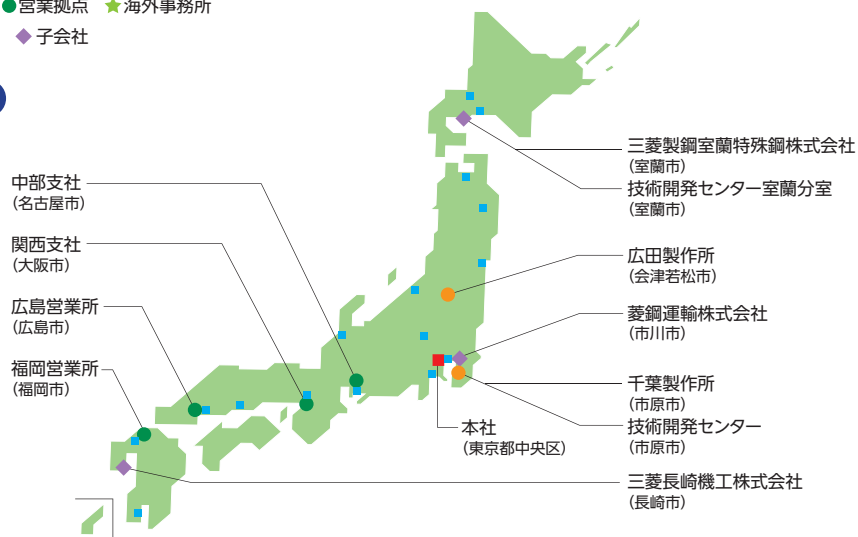 営業拠点 海外事務所
子会社
中部支社
(名古屋市)
関西支社
(大阪市)
広島営業所
(広島市)
福岡営業所
(福岡市)
三菱製鋼室蘭特殊鋼株式会社
(室蘭市)
技術開発センター室蘭分室
(室蘭市)
広田製作所
(会津若松市)
菱鋼運輸株式会社
(市川市)
千葉製作所
(市原市)
技術開発センター
(市原市)
本社
(東京都中央区)
三菱長崎機工株式会社
(長崎市)